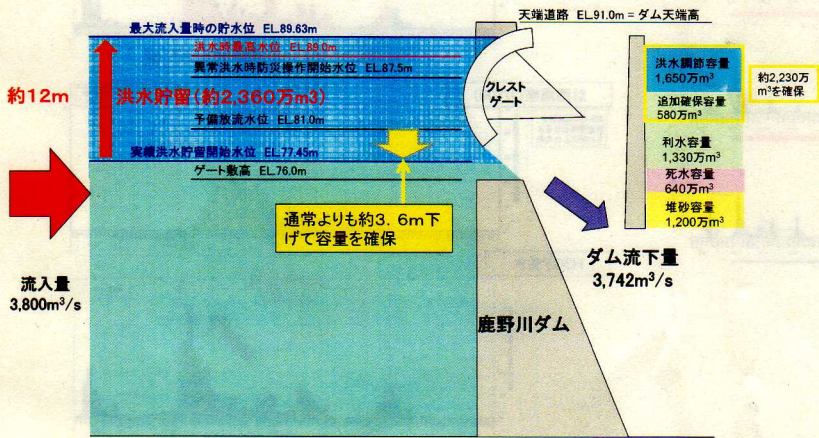 天端道路 EL.91.0m = ダム天端高
最大流入量時の貯水位 EL.89.63m
洪水時最高水位 EL.89.0m
異常洪水時防災操作開始水位 EL.87.5m
約12m
洪水貯留(約2,360万m3)
予備放流水位 EL.81.0m
実績洪水貯留開始水位 EL.77.45m
ゲート敷高 EL.76.0m
クレスト
ゲート
通常よりも約3.6m下
げて容量を確保
流入量
3,800m³/s
洪水調節容量
1,650万m³
追加確保容量
580万m³
約2,230万
m³を確保
利水容量
1,330万m³
死水容量
640万m³
堆砂容量
1,200万m³
ダム流下量
3,742m³/s
鹿野川ダム